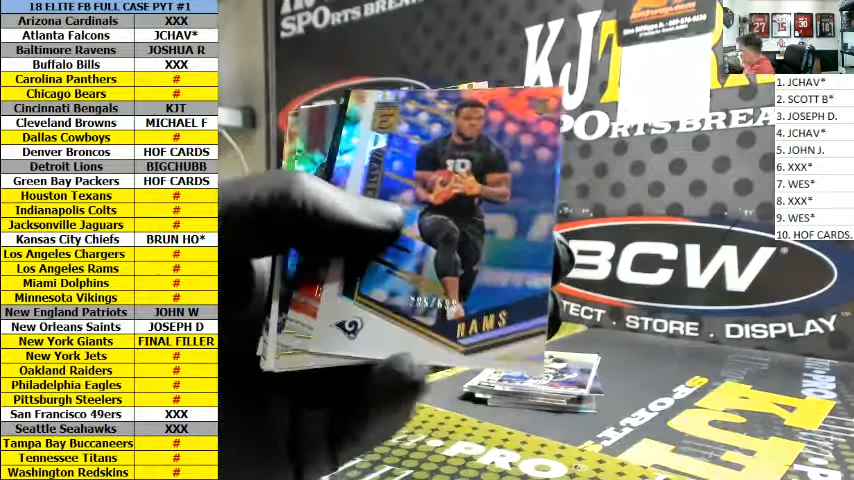 18 ELITE FB FULL CASE PYT #1
Arizona Cardinals XXX
Atlanta Falcons JCHAV*
Baltimore Ravens JOSHUA R
Buffalo Bills XXX
Carolina Panthers #
Chicago Bears #
Cincinnati Bengals KJT
Cleveland Browns MICHAEL F
Dallas Cowboys #
Denver Broncos HOF CARDS
Detroit Lions BIGCHUBB
Green Bay Packers HOF CARDS
Houston Texans #
Indianapolis Colts #
Jacksonville Jaguars #
Kansas City Chiefs BRUN HO*
Los Angeles Chargers #
Los Angeles Rams #
Miami Dolphins #
Minnesota Vikings #
New England Patriots JOHN W
New Orleans Saints JOSEPH D
New York Giants FINAL FILLER
New York Jets #
Oakland Raiders #
Philadelphia Eagles #
Pittsburgh Steelers #
San Francisco 49ers XXX
Seattle Seahawks XXX
Tampa Bay Buccaneers #
Tennessee Titans #
Washington Redskins #
SPORTS BREA
KJT
SPORTS BREA
RAMS
BCW
TECT . STORE . DISPLAY
PRO
SPORTS
27
15
30
18
1. JCHAV*
2. SCOTT B*
3. JOSEPH D.
4. JCHAV*
5. JOHN J.
6. XXX*
7. WES*
8. XXX*
9. WES*
10. HOF CARDS.